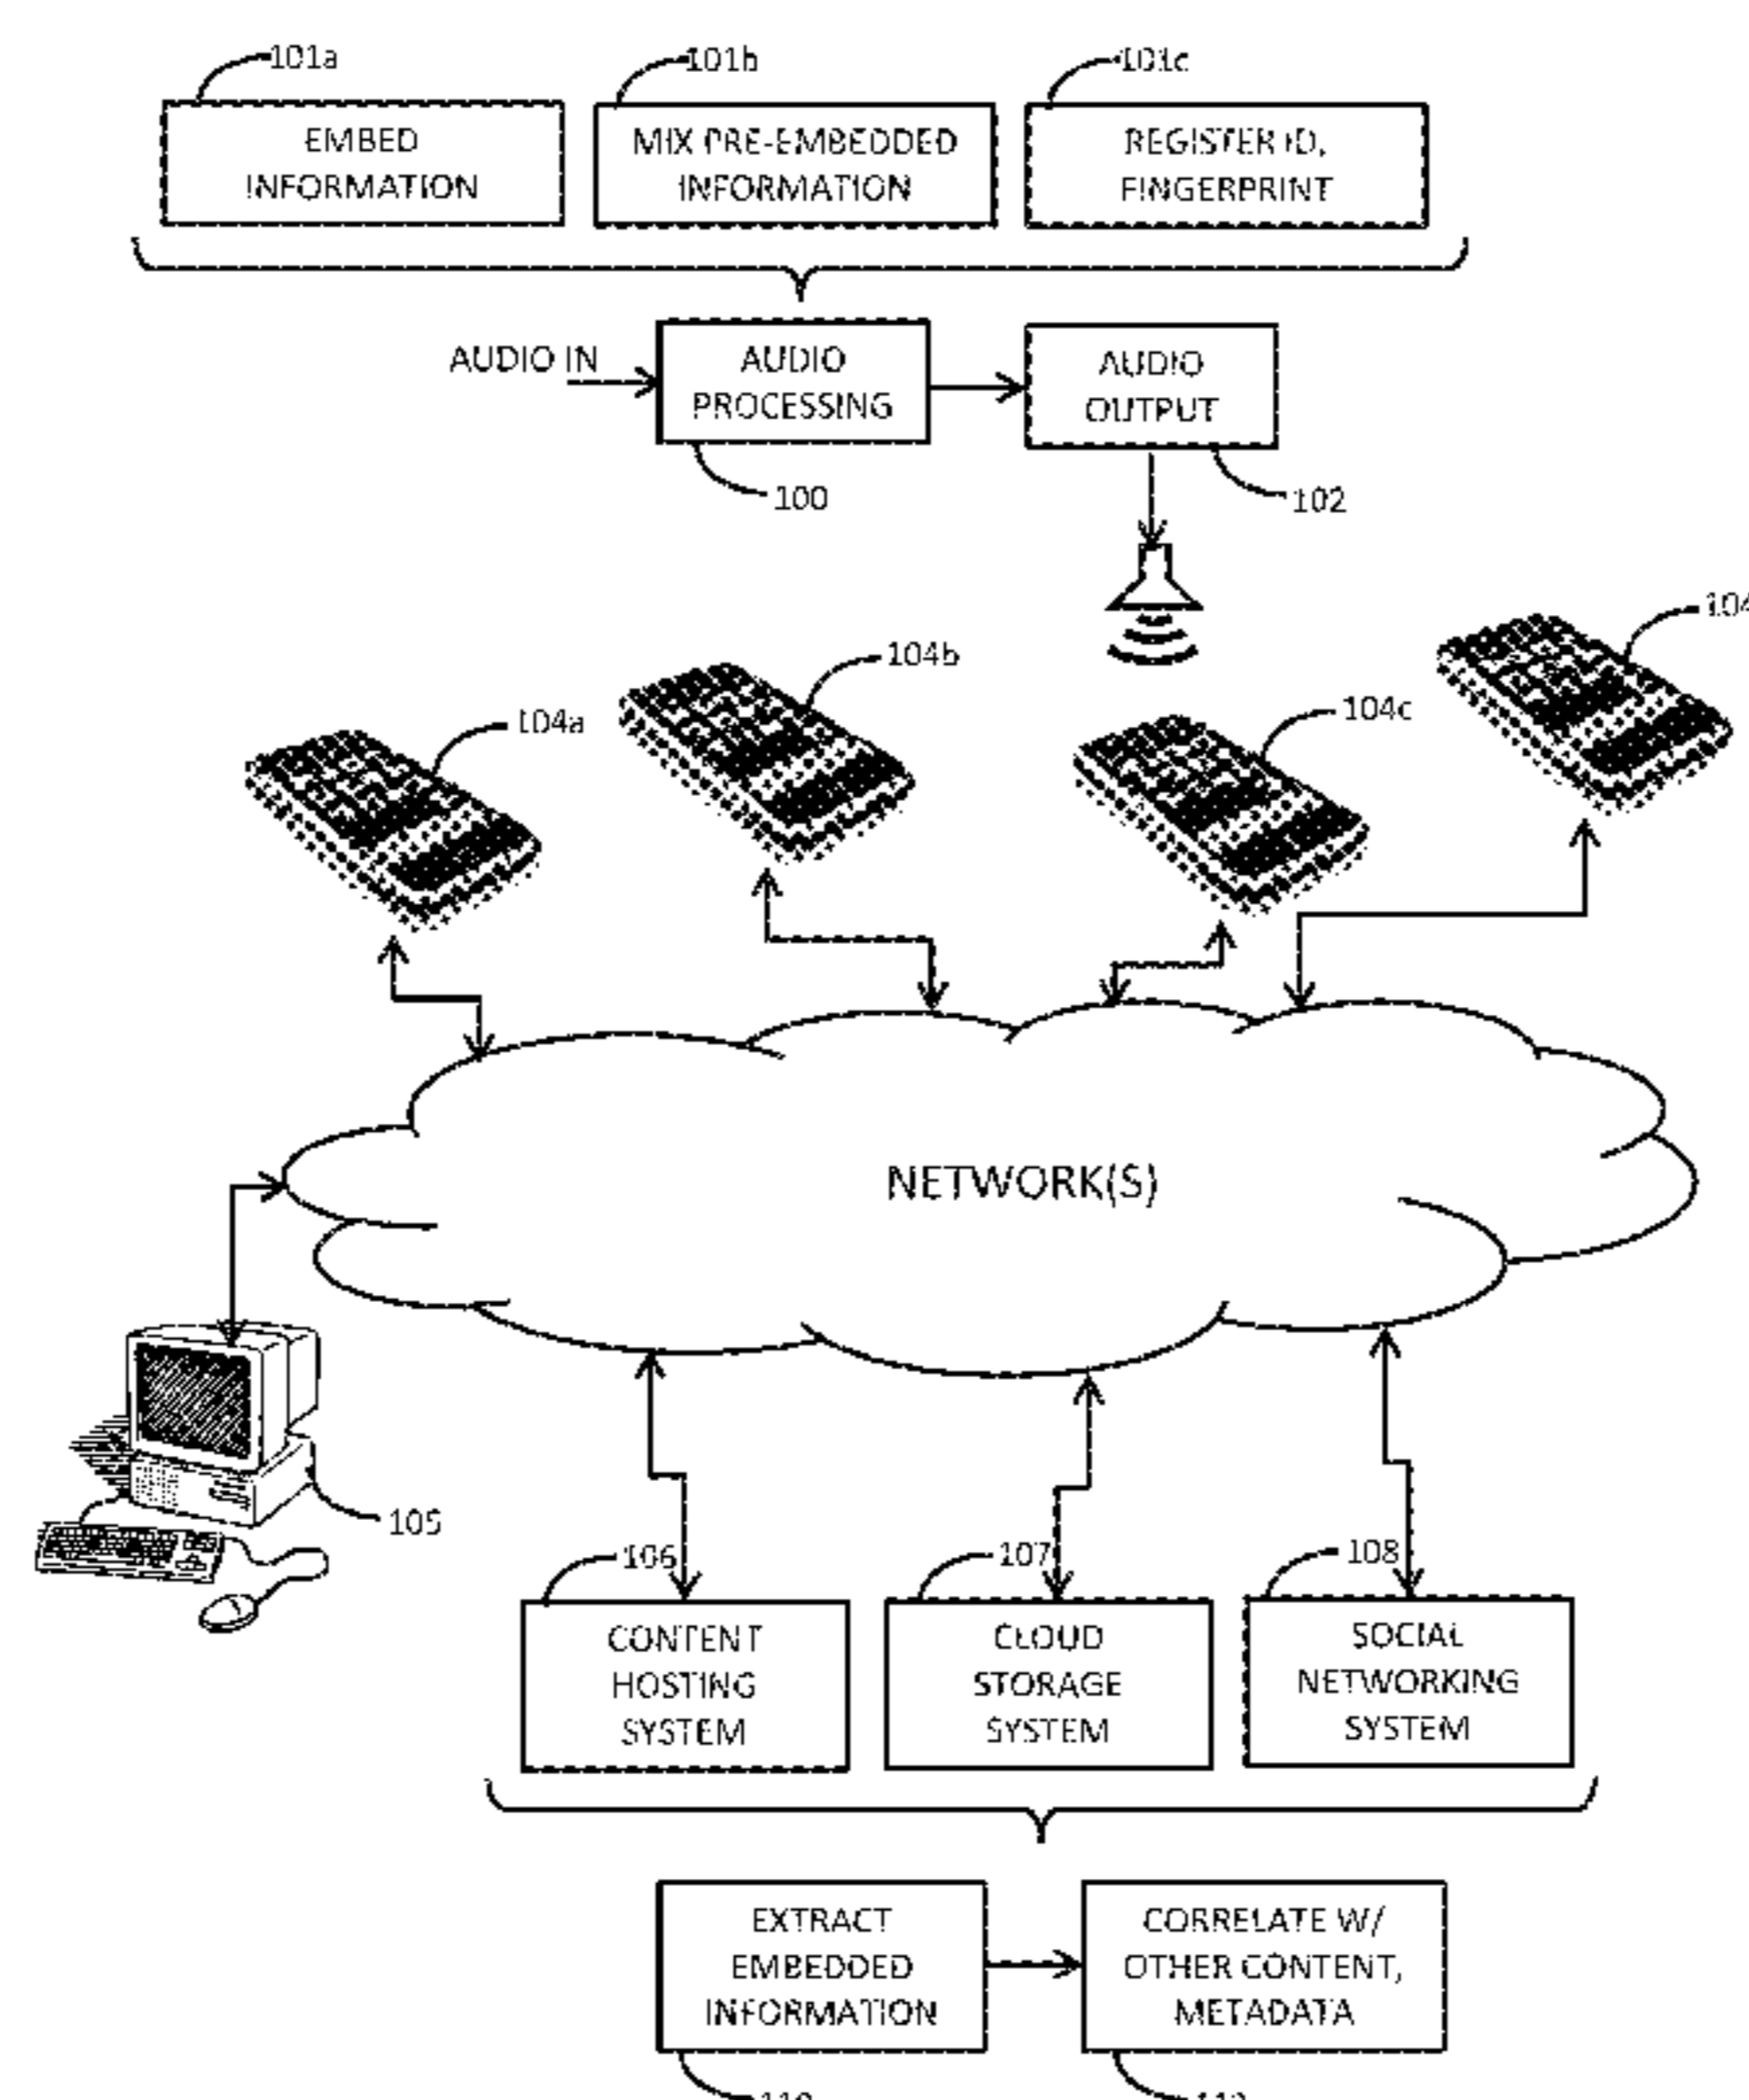 101a
101b
101c
EMBED
INFORMATION
MIX PRE-EMBEDDED
INFORMATION
REGISTER ID,
FINGERPRINT
AUDIO IN
AUDIO
PROCESSING
AUDIO
OUTPUT
100
102
104
104b
104c
104a
NETWORK(S)
105
106
107
108
CONTENT
HOSTING
SYSTEM
CLOUD
STORAGE
SYSTEM
SOCIAL
NETWORKING
SYSTEM
EXTRACT
EMBEDDED
INFORMATION
CORRELATE W/
OTHER CONTENT,
METADATA